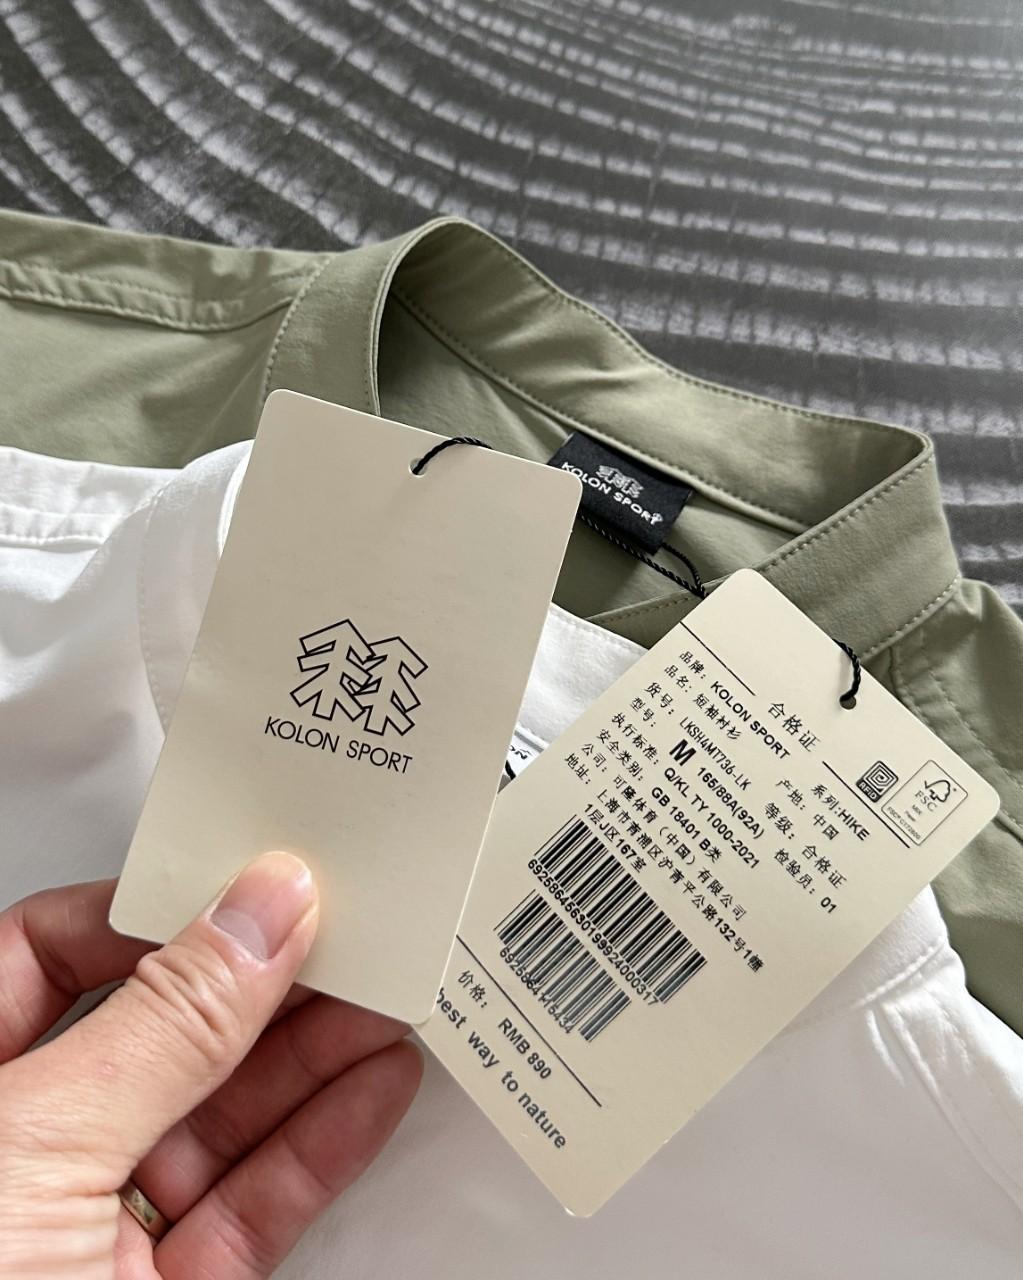 KOLON SPORT
KOLON SPORT
合格证
品牌：KOLON SPORT
品名：短袖衬衫
系列:HIKE
货号：LKSH4MT736-LK
产地：中国
型号：M 165/88A(92A)
等级：合格证
执行标准：Q/KL TY 1000-2021
检验员：01
安全类别：GB 18401 B类
公司：可隆体育（中国）有限公司
地址：上海市青浦区沪青平公路132号1幢
1层J区167室
RFID
FSC
MIX
价格：RMB 890
best way to nature